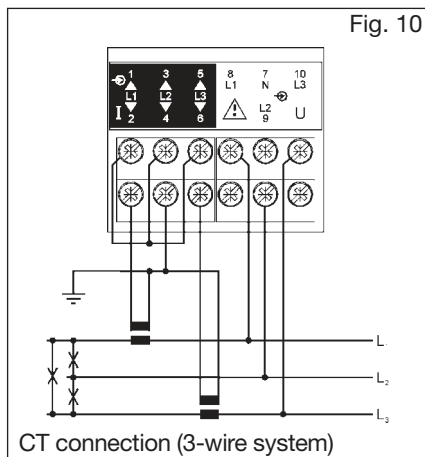 Fig. 10
1 3 5 8 7 10
L1 N L3
L1 L2 L3
I 2 4 6 L2 U
9
L
L2
L3
CT connection (3-wire system)